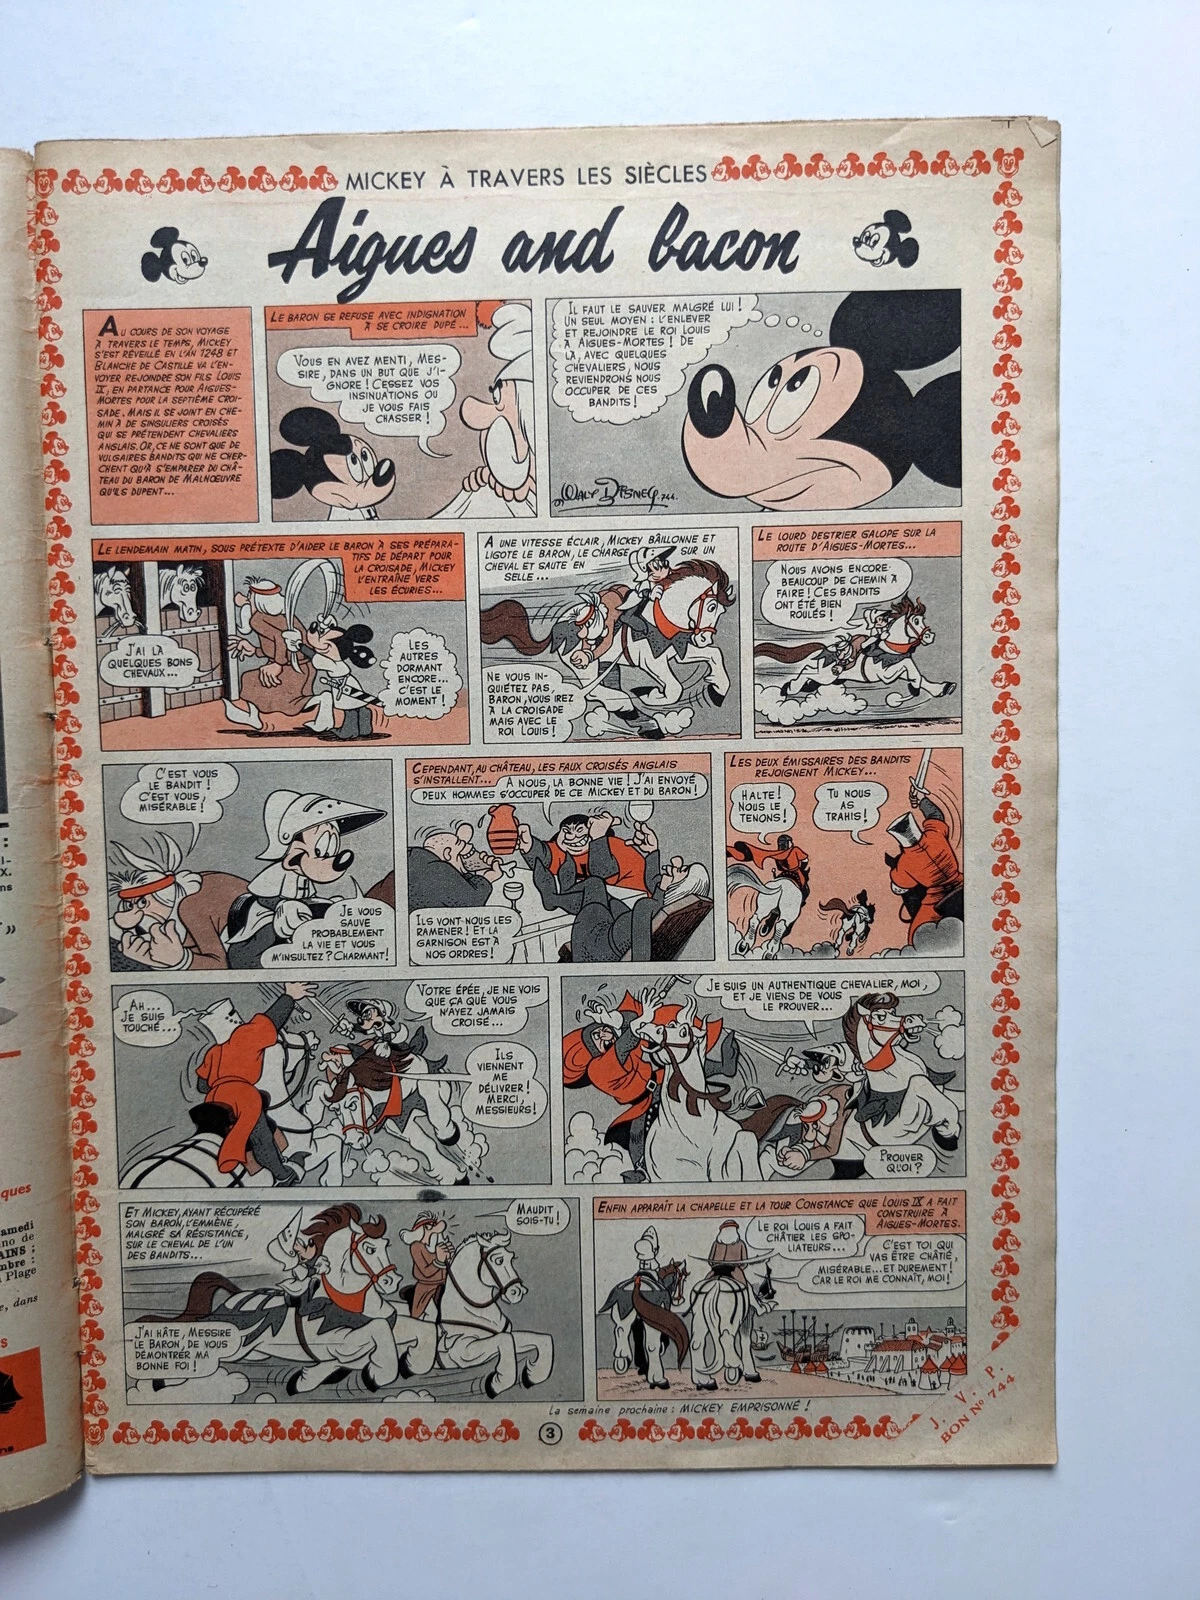 MICKEY À TRAVERS LES SIÈCLES
Aigues and bacon
AU COURS DE SON VOYAGE
À TRAVERS LE TEMPS, MICKEY
S'EST RÉVEILLÉ EN L'AN 1248 ET
BLANCHE DE CASTILLE VA L'EN-
VOYER REJOINDRE SON FILS LOUIS
IX, EN PARTANCE POUR AIGUES-
MORTES POUR LA SEPTIÈME CROI-
SADE. MAIS IL SE JOINT EN CHE-
MIN À DE SINGULIERS CROISÉS
QUI SE PRÉTENDENT CHEVALIERS
ANGLAIS. OR, CE NE SONT QUE DE
VULGAIRES BANDITS QUI NE CHER-
CHENT QU'À S'EMPARER DU CHÂ-
TEAU DU BARON DE MALNŒUVRE
QU'ILS DUPENT...
LE BARON SE REFUSE AVEC INDIGNATION
À SE CROIRE DUPÉ...
VOUS EN AVEZ MENTI, MES-
SIRE, DANS UN BUT QUE J'I-
GNORE ! CESSEZ VOS
INSINUATIONS OU
JE VOUS FAIS
CHASSER !
IL FAUT LE SAUVER MALGRÉ LUI !
UN SEUL MOYEN : L'ENLEVER
ET REJOINDRE LE ROI LOUIS
À AIGUES-MORTES ! DE
LÀ, AVEC QUELQUES
CHEVALIERS, NOUS
REVIENDRONS NOUS
OCCUPER DE CES
BANDITS !
WALT DISNEY. 744.
LE LENDEMAIN MATIN, SOUS PRÉTEXTE D'AIDER LE BARON À SES PRÉPARA-
TIFS DE DÉPART POUR
LA CROISADE, MICKEY
L'ENTRAÎNE VERS
LES ÉCURIES...
J'AI LÀ
QUELQUES BONS
CHEVAUX...
LES
AUTRES
DORMANT
ENCORE...
C'EST LE
MOMENT !
A UNE VITESSE ÉCLAIR, MICKEY BÂILLONNE ET
LIGOTE LE BARON, LE CHARGE SUR UN
CHEVAL ET SAUTE EN
SELLE...
NE VOUS IN-
QUIÉTEZ PAS,
BARON, VOUS IREZ
À LA CROISADE
MAIS AVEC LE
ROI LOUIS !
LE LOURD DESTRIER GALOPE SUR LA
ROUTE D'AIGUES-MORTES...
NOUS AVONS ENCORE
BEAUCOUP DE CHEMIN À
FAIRE ! CES BANDITS
ONT ÉTÉ BIEN
ROULÉS !
C'EST VOUS
LE BANDIT !
C'EST VOUS,
MISÉRABLE !
JE VOUS
SAUVE
PROBABLEMENT
LA VIE ET VOUS
M'INSULTEZ ? CHARMANT !
CEPENDANT, AU CHÂTEAU, LES FAUX CROISÉS ANGLAIS
S'INSTALLENT...
A NOUS, LA BONNE VIE ! J'AI ENVOYÉ
DEUX HOMMES S'OCCUPER DE CE MICKEY ET DU BARON !
ILS VONT NOUS LES
RAMENER ! ET LA
GARNISON EST À
NOS ORDRES !
LES DEUX ÉMISSAIRES DES BANDITS
REJOIGNENT MICKEY...
HALTE !
NOUS LE
TENONS !
TU NOUS
AS
TRAHIS !
AH...
JE SUIS
TOUCHÉ...
VOTRE ÉPÉE, JE NE VOIS
QUE ÇA QUE VOUS
N'AYEZ JAMAIS
CROISÉ...
ILS
VIENNENT
ME
DÉLIVRER !
MERCI,
MESSIEURS !
JE SUIS UN AUTHENTIQUE CHEVALIER, MOI,
ET JE VIENS DE VOUS
LE PROUVER...
PROUVER
QUOI ?
ET MICKEY, AYANT RÉCUPÉRÉ
SON BARON, L'EMMÈNE,
MALGRÉ SA RÉSISTANCE,
SUR LE CHEVAL DE L'UN
DES BANDITS...
MAUDIT
SOIS-TU !
J'AI HÂTE, MESSIRE
LE BARON, DE VOUS
DÉMONTRER MA
BONNE FOI !
ENFIN APPARAÎT LA CHAPELLE ET LA TOUR CONSTANCE QUE LOUIS IX A FAIT
CONSTRUIRE À
AIGUES-MORTES.
LE ROI LOUIS A FAIT
CHÂTIER LES SPO-
LIATEURS...
C'EST TOI QUI
VAS ÊTRE CHÂTIÉ,
MISÉRABLE... ET DUREMENT !
CAR LE ROI ME CONNAÎT, MOI !
La semaine prochaine : MICKEY EMPRISONNÉ !
3
J. V. P.
BON No 744
ques
amedi
no de
AINS :
mbre :
Plage
e, dans
S